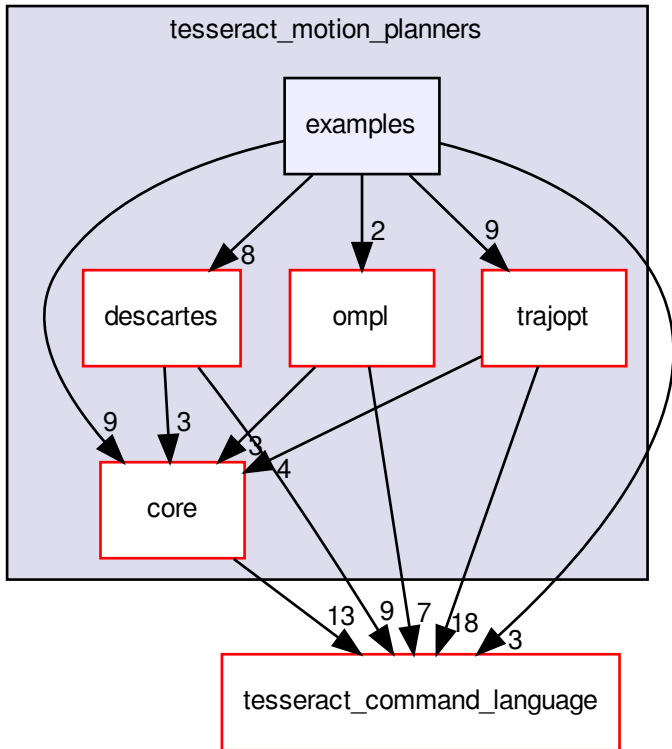 tesseract_motion_planners
examples
8
2
9
descartes
ompl
trajopt
9
3
3
4
core
13
9
7
18
3
tesseract_command_language